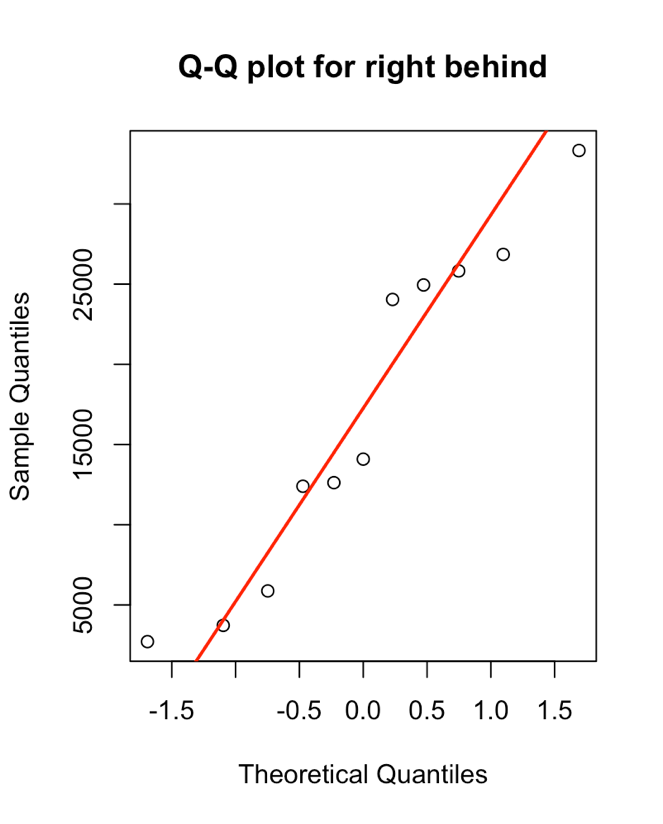 Q-Q plot for right behind
Sample Quantiles
25000
15000
5000
-1.5 -0.5 0.0 0.5 1.0 1.5
Theoretical Quantiles